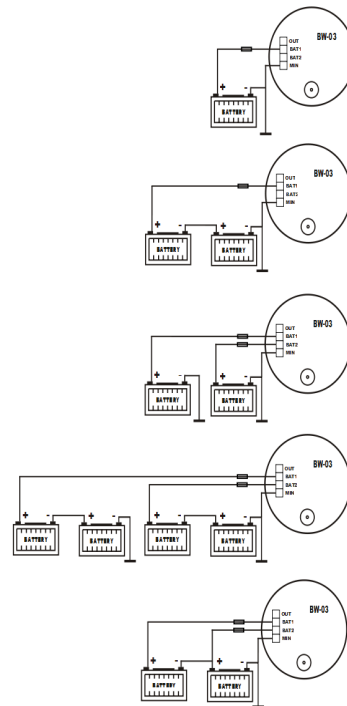 BW-03
OUT
BAT1
BAT2
MIN
+ -
BATTERY
BW-03
OUT
BAT1
BAT2
MIN
+ - + -
BATTERY BATTERY
BW-03
OUT
BAT1
BAT2
MIN
+ - + -
BATTERY BATTERY
BW-03
OUT
BAT1
BAT2
MIN
+ - + - + - + -
BATTERY BATTERY BATTERY BATTERY
BW-03
OUT
BAT1
BAT2
MIN
+ - + -
BATTERY BATTERY